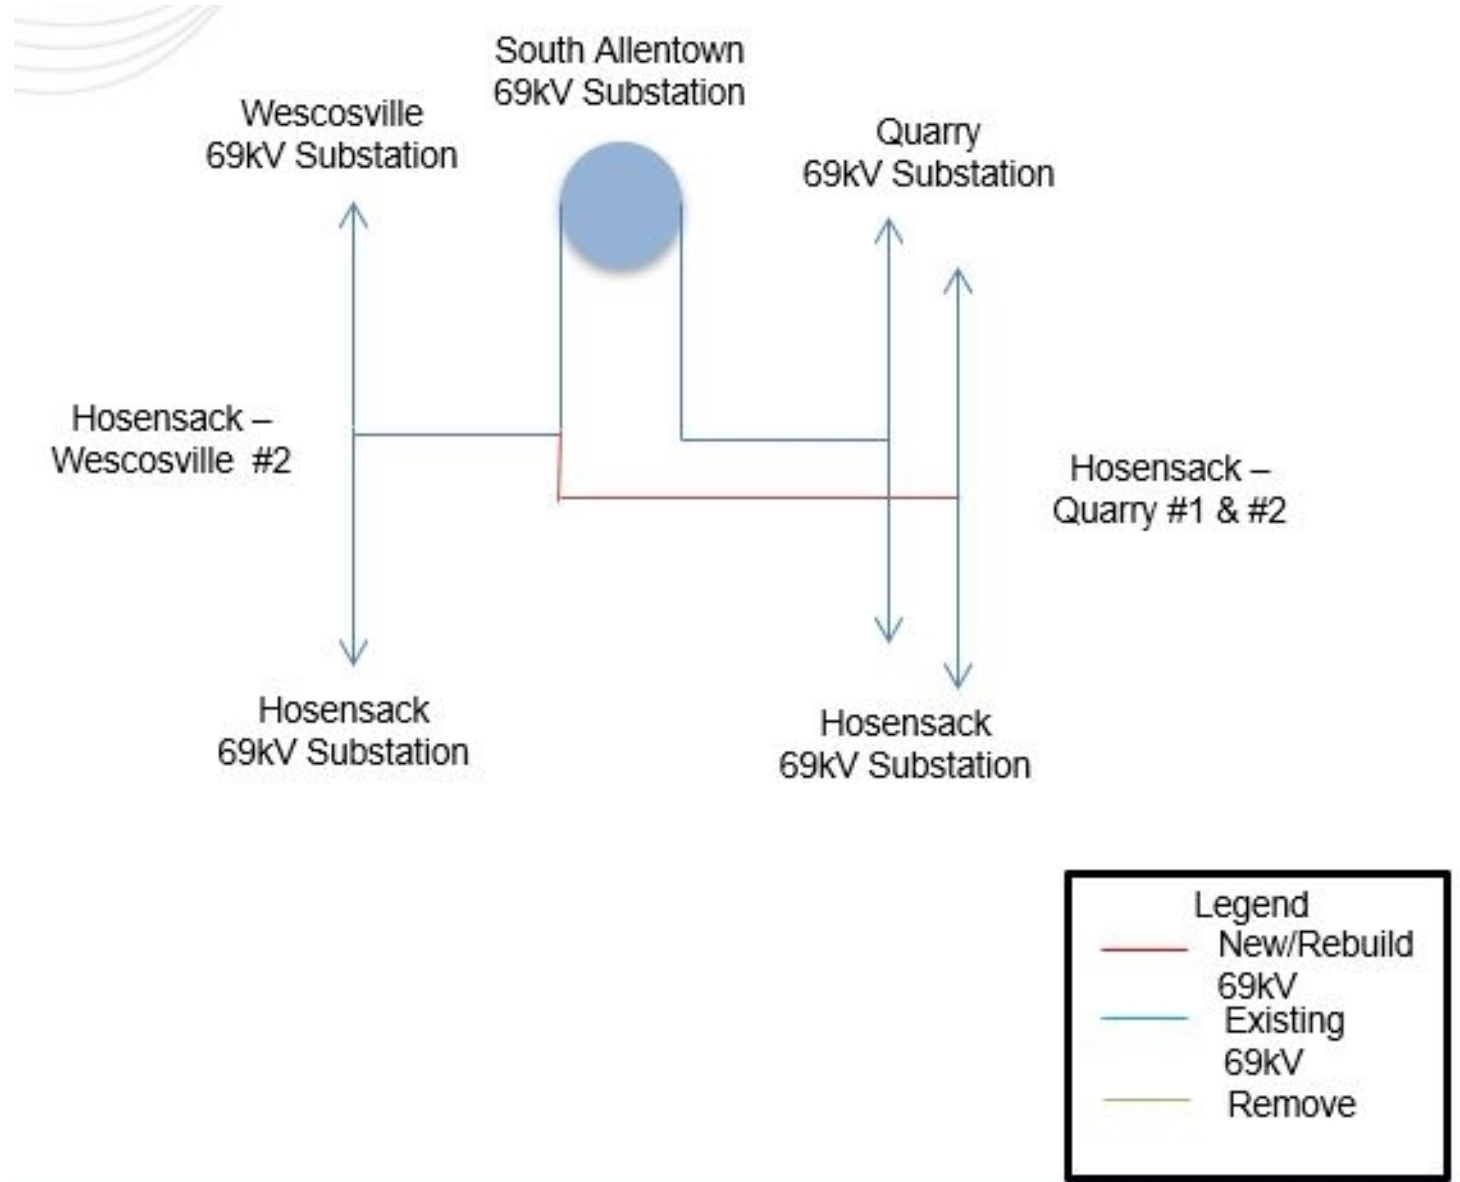 South Allentown
69kV Substation
Wescosville
69kV Substation
Quarry
69kV Substation
Hosensack –
Wescosville #2
Hosensack –
Quarry #1 & #2
Hosensack
69kV Substation
Hosensack
69kV Substation
Legend
New/Rebuild
69kV
Existing
69kV
Remove